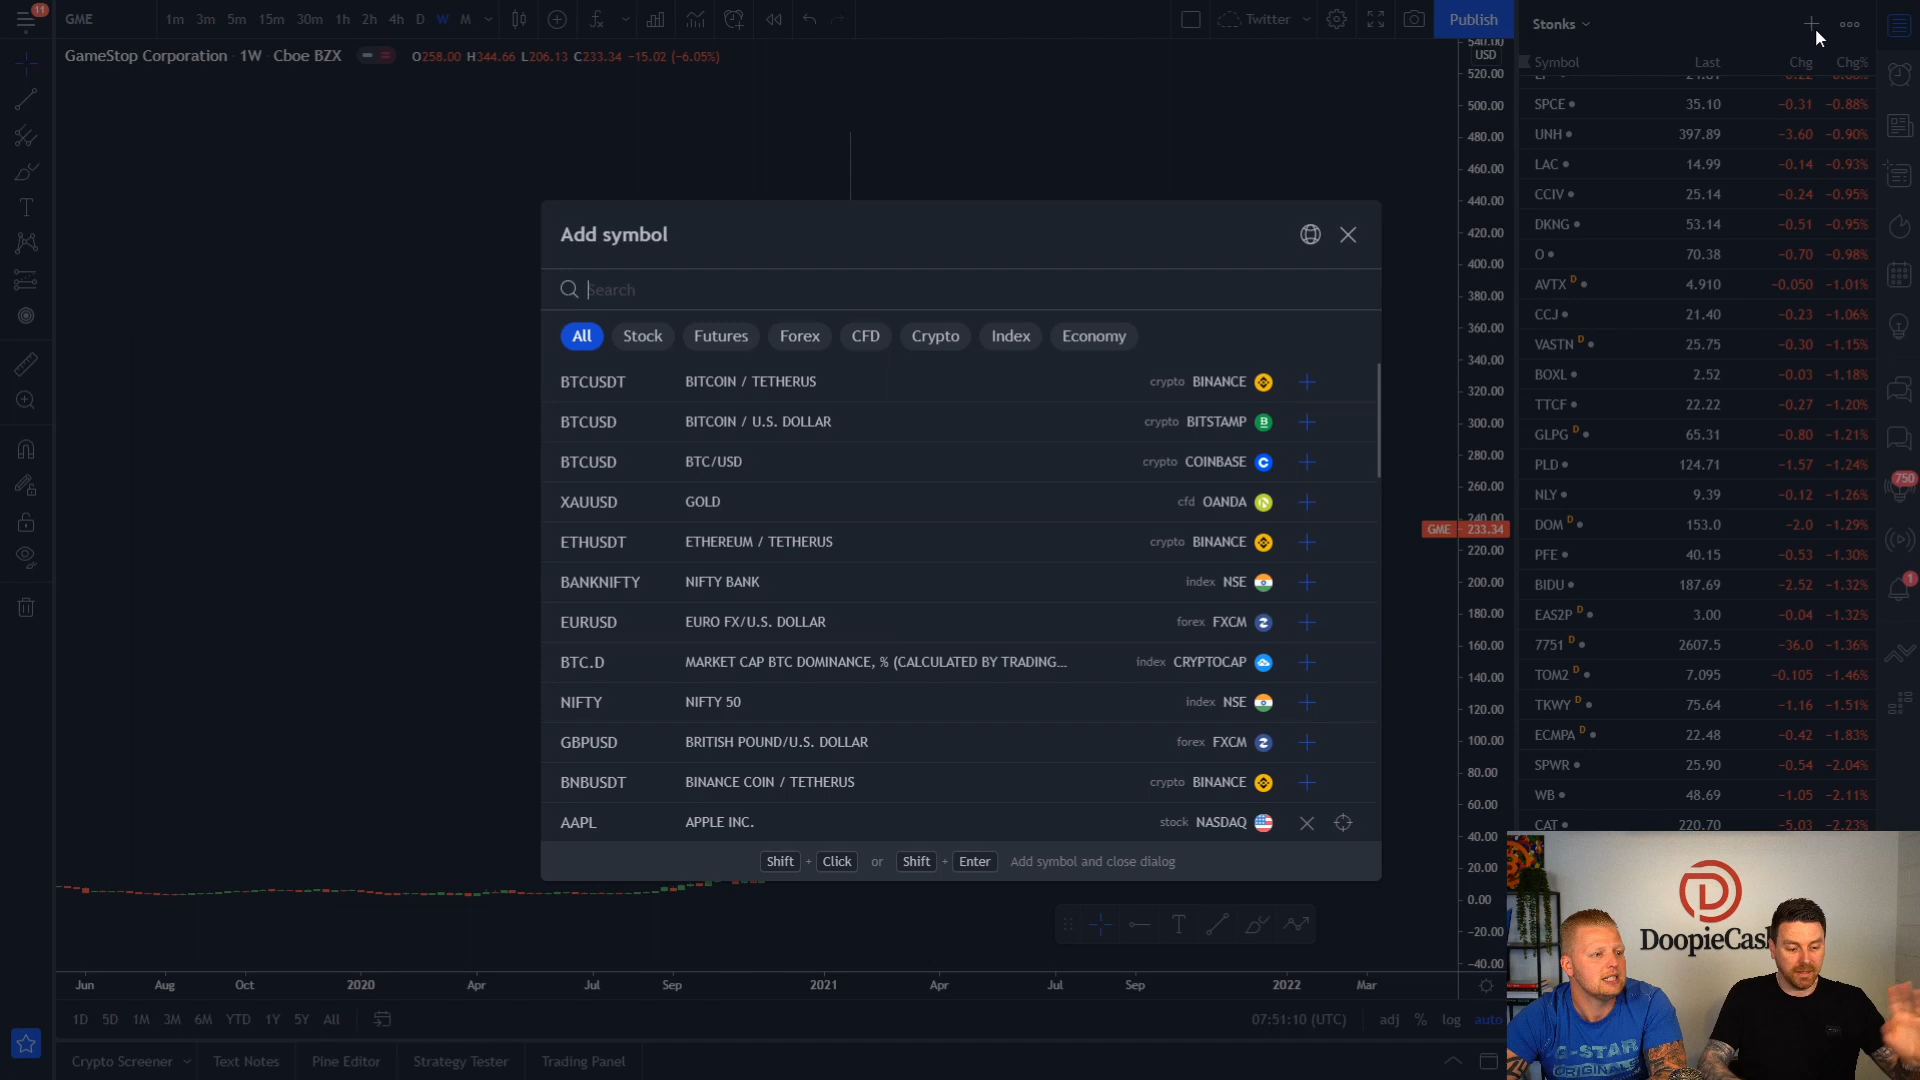 11
GME 1m 3m 5m 15m 30m 1h 2h 4h D W M Twitter Publish Stonks
GameStop Corporation 1W Cboe BZX O258.00 H344.66 L206.13 C233.34 −15.02 (−6.05%)
Symbol Last Chg Chg%
SPCE 35.10 −0.31 −0.88%
UNH 397.89 −3.60 −0.90%
LAC 14.99 −0.14 −0.93%
CCIV 25.14 −0.24 −0.95%
DKNG 53.14 −0.51 −0.95%
O 70.38 −0.70 −0.98%
AVTX D 4.910 −0.050 −1.01%
CCJ 21.40 −0.23 −1.06%
VASTN D 25.75 −0.30 −1.15%
BOXL 2.52 −0.03 −1.18%
TTCF 22.22 −0.27 −1.20%
GLPG D 65.31 −0.80 −1.21%
PLD 124.71 −1.57 −1.24%
NLY 9.39 −0.12 −1.26%
DOM D 153.0 −2.0 −1.29%
PFE 40.15 −0.53 −1.30%
BIDU 187.69 −2.52 −1.32%
EAS2P D 3.00 −0.04 −1.32%
7751 D 2607.5 −36.0 −1.36%
TOM2 D 7.095 −0.105 −1.46%
TKWY D 75.64 −1.16 −1.51%
ECMPA D 22.48 −0.42 −1.83%
SPWR 25.90 −0.54 −2.04%
WB 48.69 −1.05 −2.11%
CAT 220.70 −5.03 −2.23%
750
1
540.00
USD
520.00
500.00
480.00
460.00
440.00
420.00
400.00
380.00
360.00
340.00
320.00
300.00
280.00
260.00
240.00
GME 233.34
220.00
200.00
180.00
160.00
140.00
120.00
100.00
80.00
60.00
40.00
20.00
0.00
−20.00
−40.00
Add symbol
Search
All Stock Futures Forex CFD Crypto Index Economy
BTCUSDT BITCOIN / TETHERUS crypto BINANCE
BTCUSD BITCOIN / U.S. DOLLAR crypto BITSTAMP
BTCUSD BTC/USD crypto COINBASE
XAUUSD GOLD cfd OANDA
ETHUSDT ETHEREUM / TETHERUS crypto BINANCE
BANKNIFTY NIFTY BANK index NSE
EURUSD EURO FX/U.S. DOLLAR forex FXCM
BTC.D MARKET CAP BTC DOMINANCE, % (CALCULATED BY TRADING... index CRYPTOCAP
NIFTY NIFTY 50 index NSE
GBPUSD BRITISH POUND/U.S. DOLLAR forex FXCM
BNBUSDT BINANCE COIN / TETHERUS crypto BINANCE
AAPL APPLE INC. stock NASDAQ
Shift + Click or Shift + Enter Add symbol and close dialog
Jun Aug Oct 2020 Apr Jul Sep 2021 Apr Jul Sep 2022 Mar
1D 5D 1M 3M 6M YTD 1Y 5Y All 07:51:10 (UTC) adj % log auto
Crypto Screener Text Notes Pine Editor Strategy Tester Trading Panel
G-STAR
ORIGINALS